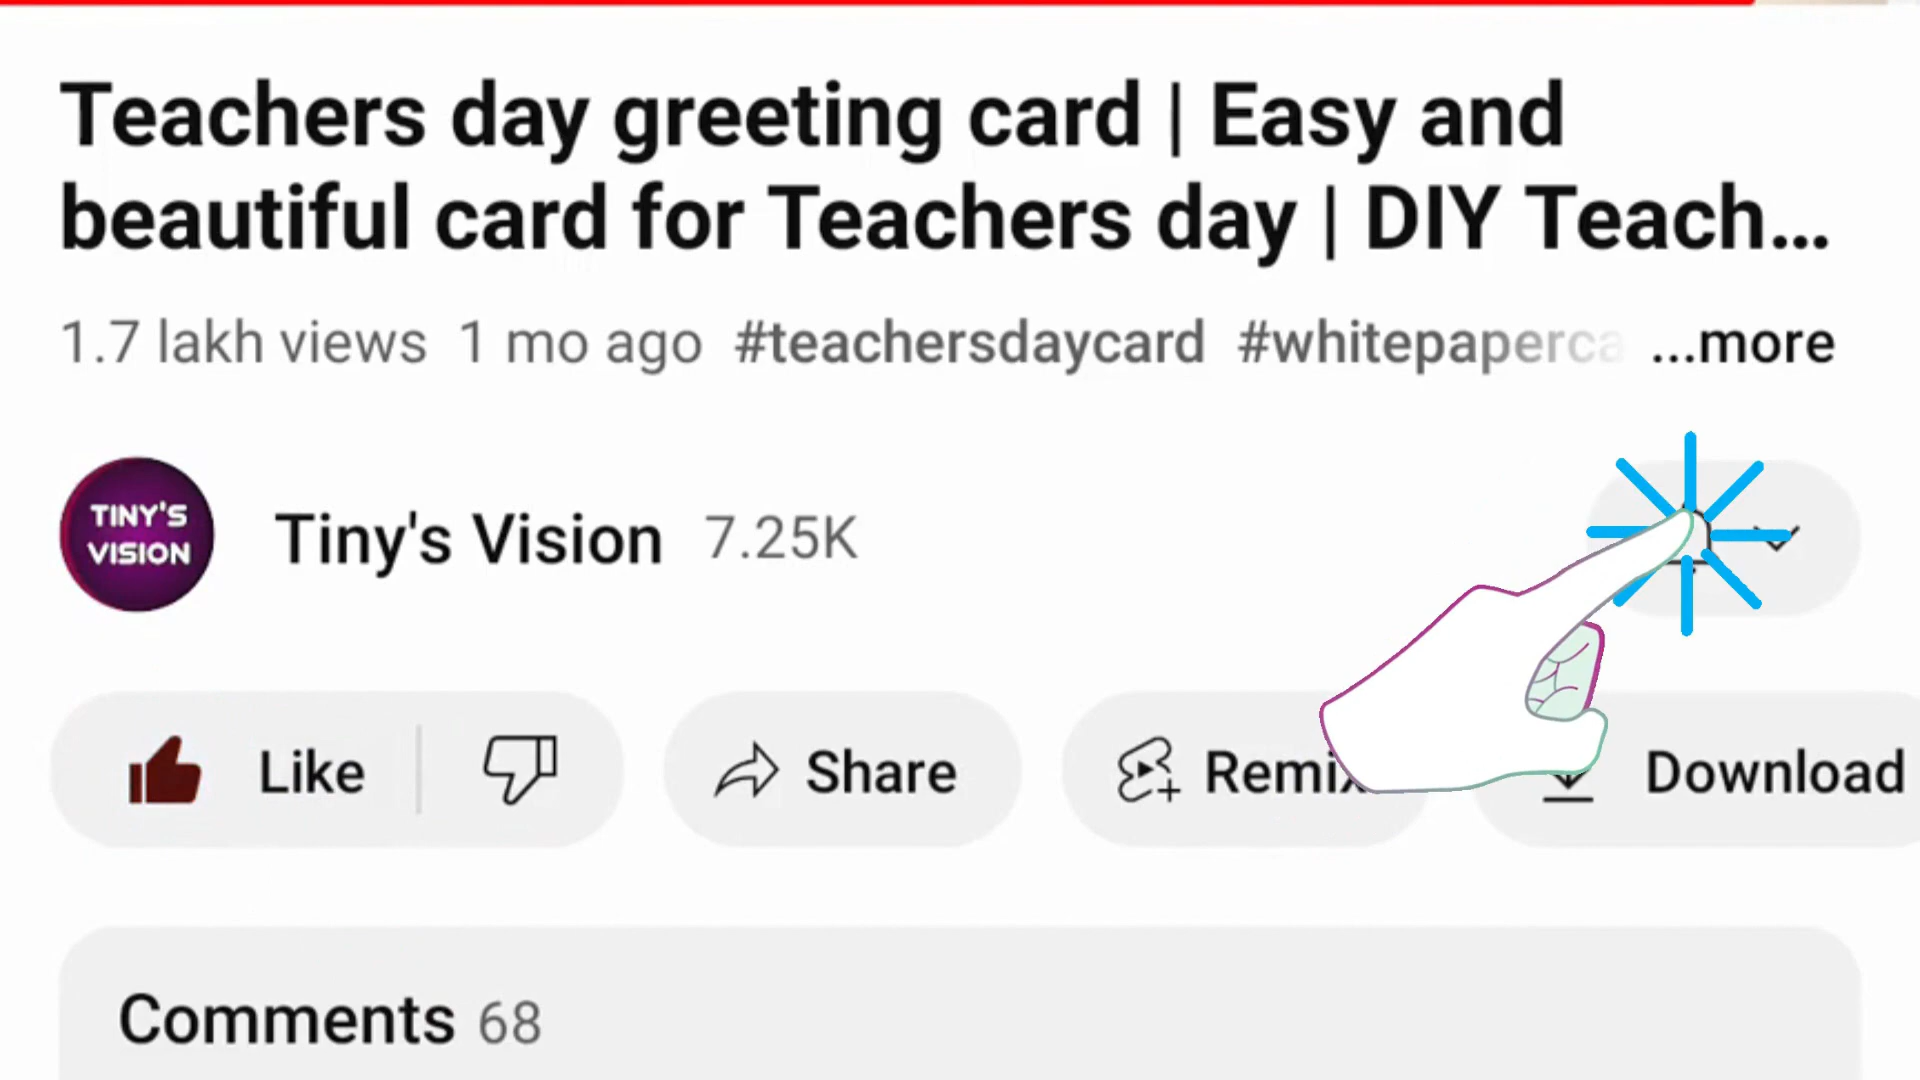 Teachers day greeting card | Easy and
beautiful card for Teachers day | DIY Teach...
1.7 lakh views 1 mo ago #teachersdaycard #whitepaperca ...more
TINY'S
VISION
Tiny's Vision 7.25K
Like Share Remix Download
Comments 68